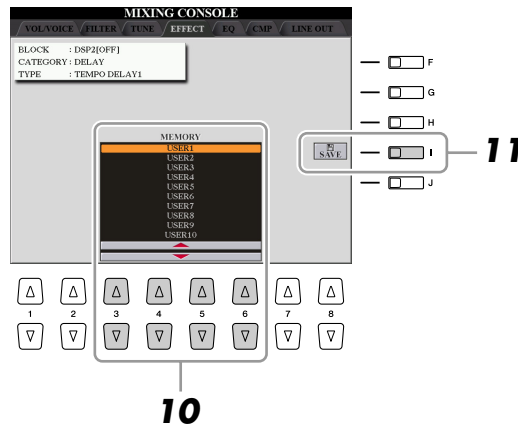 MIXING CONSOLE
VOL/VOICE FILTER TUNE EFFECT EQ CMP LINE OUT
BLOCK : DSP2[OFF]
CATEGORY : DELAY
TYPE : TEMPO DELAY1
F
G
H
I
J
MEMORY
USER1
USER2
USER3
USER4
USER5
USER6
USER7
USER8
USER9
USER10
SAVE
11
1 2 3 4 5 6 7 8
10